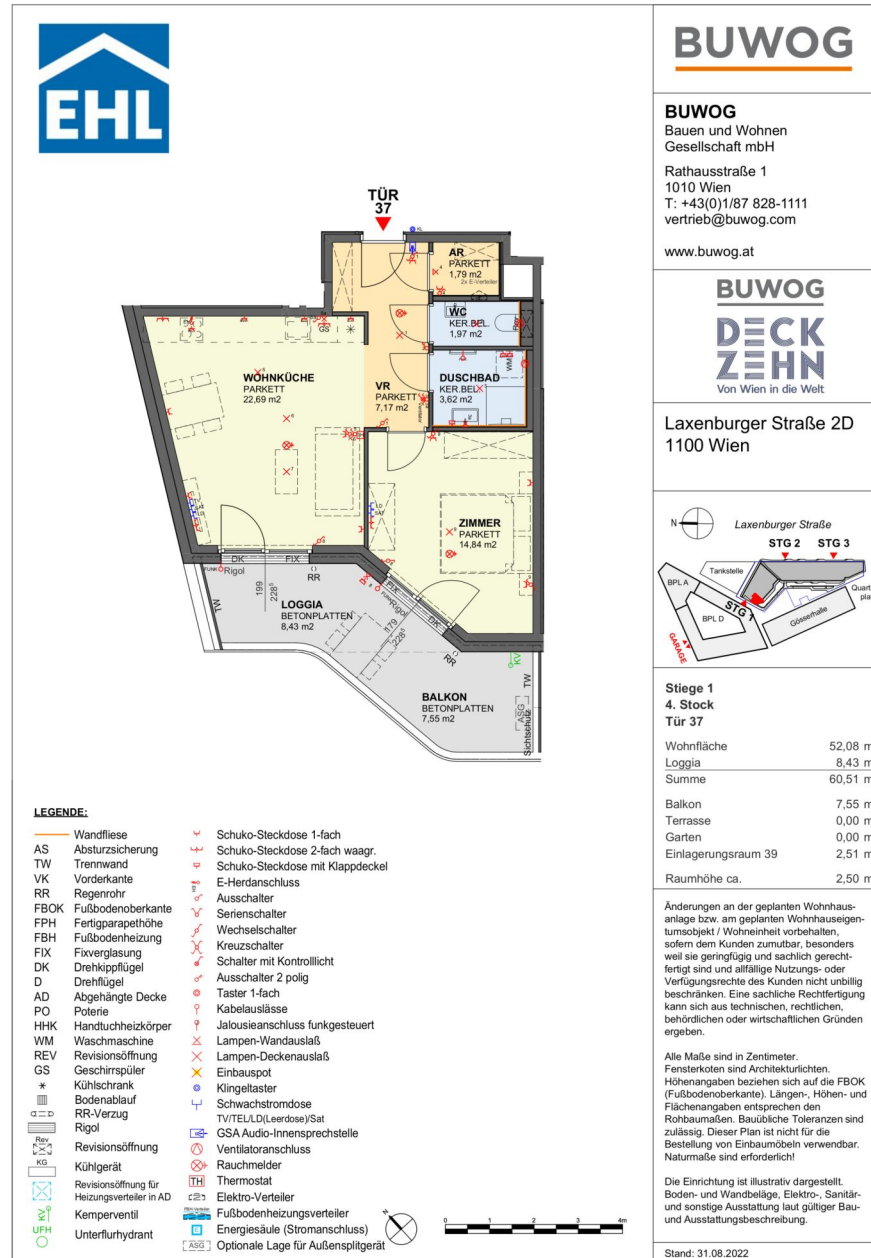 EHL
TÜR
37
KL
AR
PARKETT
1,79 m2
2x E-Verteiler
WC
KER.BEL.
1,97 m2
Rev
GS
WOHNKÜCHE
PARKETT
22,69 m2
VR
PARKETT
7,17 m2
DUSCHBAD
KER.BEL.
3,62 m2
WM
ZIMMER
PARKETT
14,84 m2
DK
FIX
FUNK
Rigol
RR
199
228⁵
TW
LOGGIA
BETONPLATTEN
8,43 m2
FIX
FUNK
Rigol
DK
179
228⁵
RR
KV
TW
ASG
Sichtschutz
BALKON
BETONPLATTEN
7,55 m2
LEGENDE:
Wandfliese
AS Absturzsicherung
TW Trennwand
VK Vorderkante
RR Regenrohr
FBOK Fußbodenoberkante
FPH Fertigparapethöhe
FBH Fußbodenheizung
FIX Fixverglasung
DK Drehkippflügel
D Drehflügel
AD Abgehängte Decke
PO Poterie
HHK Handtuchheizkörper
WM Waschmaschine
REV Revisionsöffnung
GS Geschirrspüler
* Kühlschrank
Bodenablauf
RR-Verzug
Rigol
Rev Revisionsöffnung
KG Kühlgerät
Revisionsöffnung für
Heizungsverteiler in AD
KV Kemperventil
UFH Unterflurhydrant
Schuko-Steckdose 1-fach
Schuko-Steckdose 2-fach waagr.
Schuko-Steckdose mit Klappdeckel
E-Herdanschluss
Ausschalter
Serienschalter
Wechselschalter
Kreuzschalter
Schalter mit Kontrolllicht
Ausschalter 2 polig
Taster 1-fach
Kabelauslässe
Jalousieanschluss funkgesteuert
Lampen-Wandauslaß
Lampen-Deckenauslaß
Einbauspot
Klingeltaster
Schwachstromdose
TV/TEL/LD(Leerdose)/Sat
GSA Audio-Innensprechstelle
Ventilatoranschluss
Rauchmelder
TH Thermostat
Elektro-Verteiler
FBH-Verteiler Fußbodenheizungsverteiler
E Energiesäule (Stromanschluss)
ASG Optionale Lage für Außensplitgerät
N
0 1 2 3 4m
BUWOG
BUWOG
Bauen und Wohnen
Gesellschaft mbH
Rathausstraße 1
1010 Wien
T: +43(0)1/87 828-1111
vertrieb@buwog.com
www.buwog.at
BUWOG
DECK
ZEHN
Von Wien in die Welt
Laxenburger Straße 2D
1100 Wien
N
Laxenburger Straße
STG 2 STG 3
Tankstelle
BPL A
STG 1
BPL D
Gösserhalle
Quart
pla
GARAGE
Stiege 1
4. Stock
Tür 37
Wohnfläche 52,08 m
Loggia 8,43 m
Summe 60,51 m
Balkon 7,55 m
Terrasse 0,00 m
Garten 0,00 m
Einlagerungsraum 39 2,51 m
Raumhöhe ca. 2,50 m
Änderungen an der geplanten Wohnhaus-
anlage bzw. am geplanten Wohnhauseigen-
tumsobjekt / Wohneinheit vorbehalten,
sofern dem Kunden zumutbar, besonders
weil sie geringfügig und sachlich gerecht-
fertigt sind und allfällige Nutzungs- oder
Verfügungsrechte des Kunden nicht unbillig
beschränken. Eine sachliche Rechtfertigung
kann sich aus technischen, rechtlichen,
behördlichen oder wirtschaftlichen Gründen
ergeben.
Alle Maße sind in Zentimeter.
Fensterkoten sind Architekturlichten.
Höhenangaben beziehen sich auf die FBOK
(Fußbodenoberkante). Längen-, Höhen- und
Flächenangaben entsprechen den
Rohbaumaßen. Bauübliche Toleranzen sind
zulässig. Dieser Plan ist nicht für die
Bestellung von Einbaumöbeln verwendbar.
Naturmaße sind erforderlich!
Die Einrichtung ist illustrativ dargestellt.
Boden- und Wandbeläge, Elektro-, Sanitär-
und sonstige Ausstattung laut gültiger Bau-
und Ausstattungsbeschreibung.
Stand: 31.08.2022